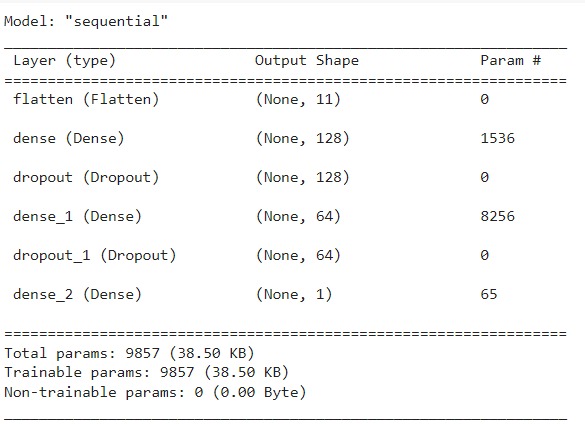 Model: "sequential"
Layer (type) Output Shape Param #
flatten (Flatten) (None, 11) 0
dense (Dense) (None, 128) 1536
dropout (Dropout) (None, 128) 0
dense_1 (Dense) (None, 64) 8256
dropout_1 (Dropout) (None, 64) 0
dense_2 (Dense) (None, 1) 65
Total params: 9857 (38.50 KB)
Trainable params: 9857 (38.50 KB)
Non-trainable params: 0 (0.00 Byte)